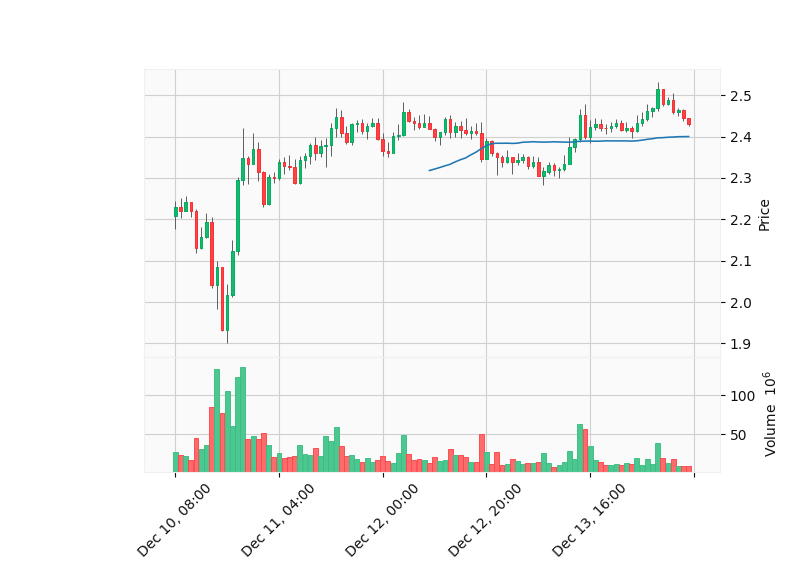 2.5
2.4
2.3
2.2
2.1
2.0
1.9
Price
100
50
Volume 10⁶
Dec 10, 08:00
Dec 11, 04:00
Dec 12, 00:00
Dec 12, 20:00
Dec 13, 16:00